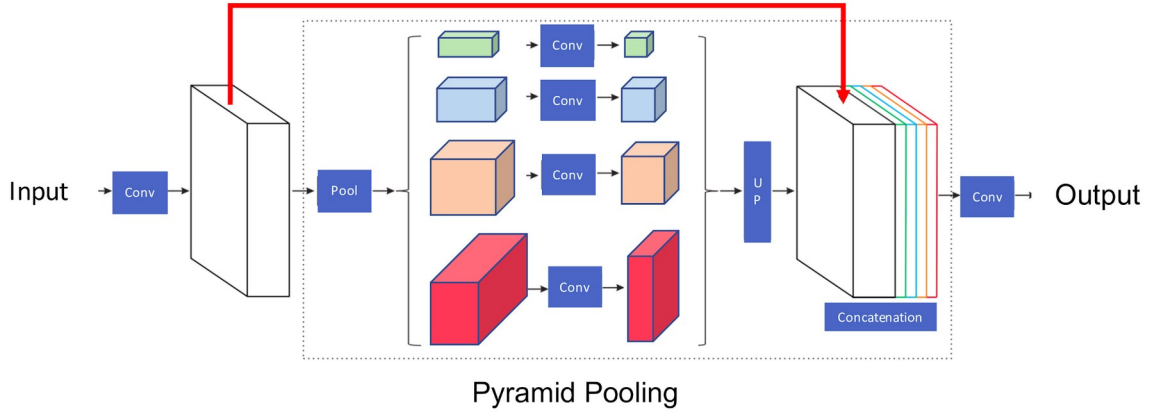 Input
Conv
Pool
Conv
Conv
Conv
Conv
U
P
Concatenation
Conv
Output
Pyramid Pooling